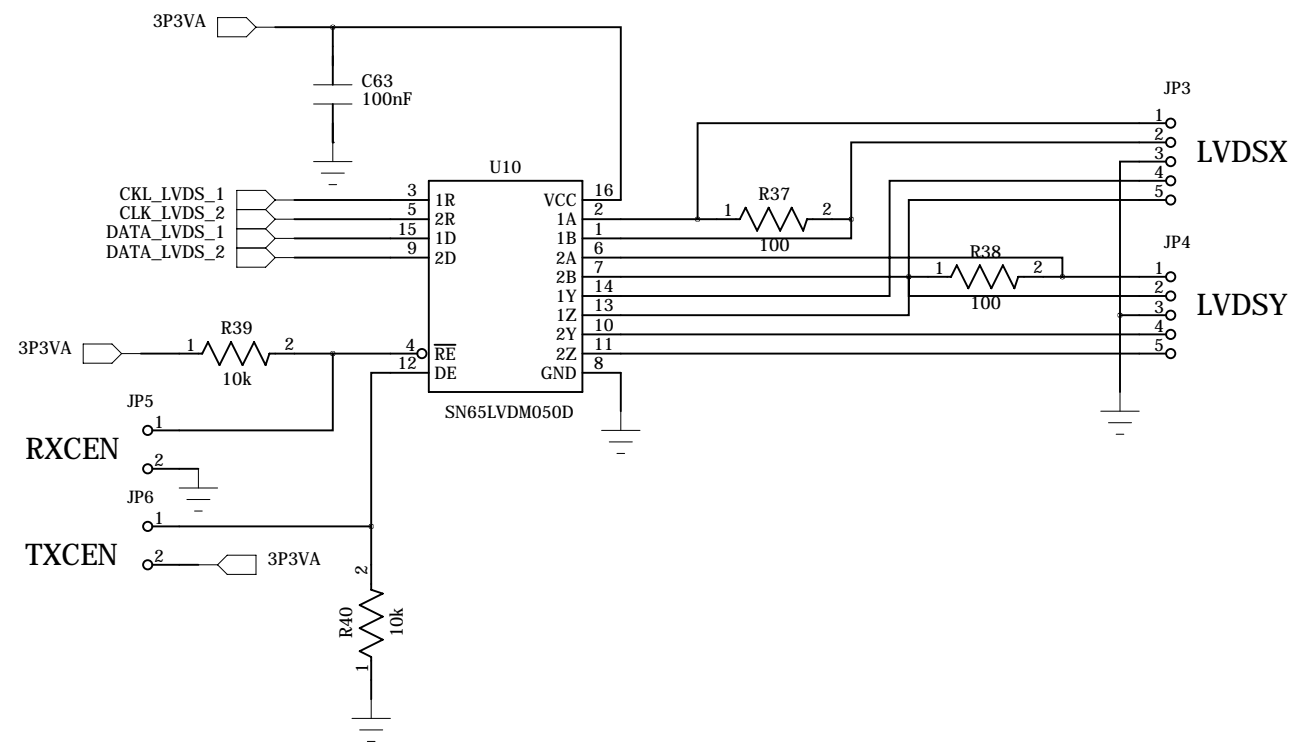 3P3VA
C63
100nF
JP3
1
2
3
4
5
LVDSX
U10
CKL_LVDS_1
CLK_LVDS_2
DATA_LVDS_1
DATA_LVDS_2
3 1R
5 2R
15 1D
9 2D
VCC 16
1A 2
1B 1
2A 6
2B 7
1Y 14
1Z 13
2Y 10
2Z 11
GND 8
R37
1 2
100
JP4
R38
1 2
100
1
2
3
4
5
LVDSY
3P3VA
R39
1 2
10k
4 RE
12 DE
SN65LVDM050D
JP5
1
RXCEN
2
JP6
1
TXCEN
2
3P3VA
2
R40
10k
1